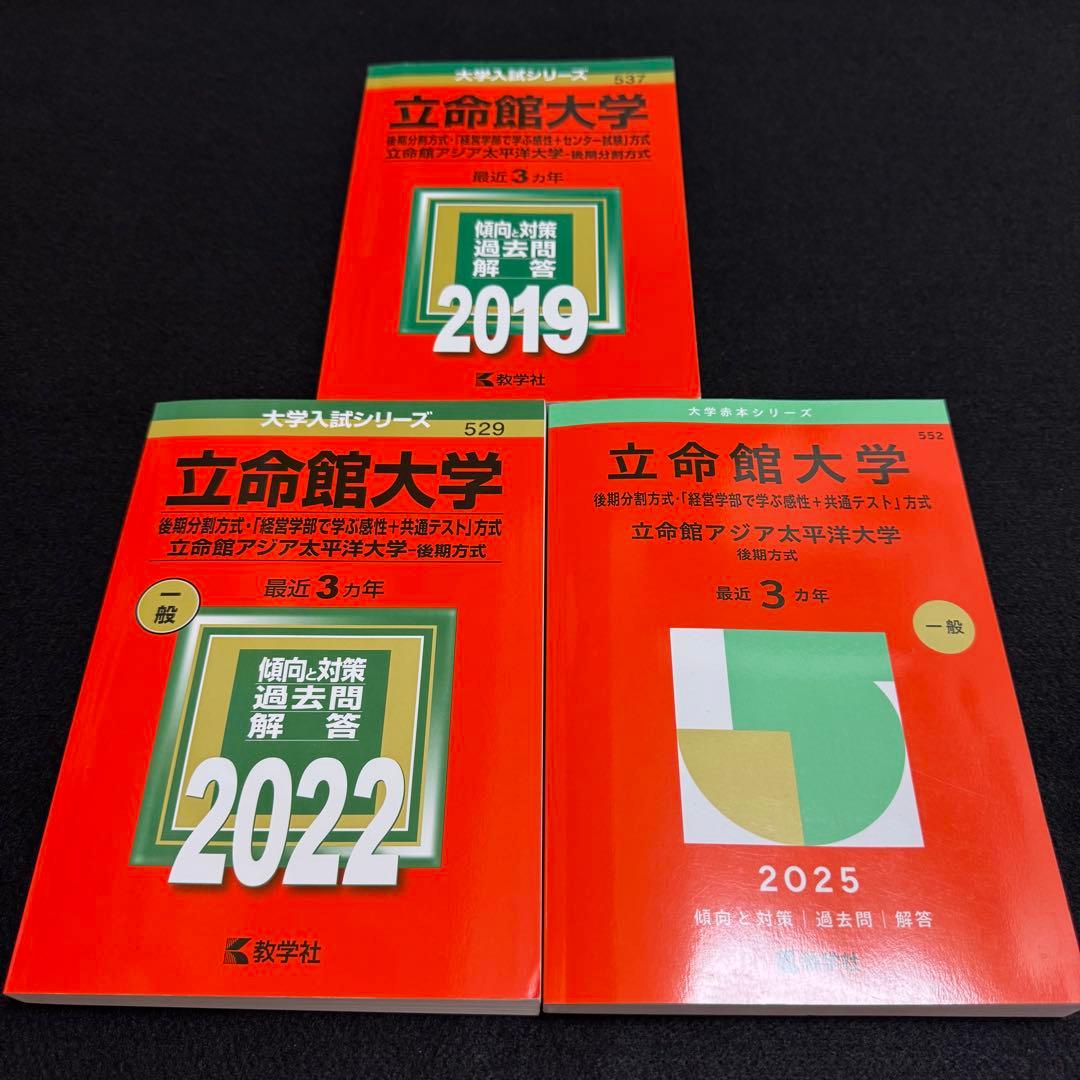 大学入試シリーズ
537
立命館大学
後期分割方式・「経営学部で学ぶ感性+センター試験」方式
立命館アジア太平洋大学-後期分割方式
最近3カ年
傾向と対策
過去問
解答
2019
教学社
大学入試シリーズ
529
立命館大学
後期分割方式・「経営学部で学ぶ感性+共通テスト」方式
立命館アジア太平洋大学-後期方式
一般
最近3カ年
傾向と対策
過去問
解答
2022
教学社
大学赤本シリーズ
552
立命館大学
後期分割方式・「経営学部で学ぶ感性+共通テスト」方式
立命館アジア太平洋大学
後期方式
最近3カ年
一般
2025
傾向と対策|過去問|解答
教学社